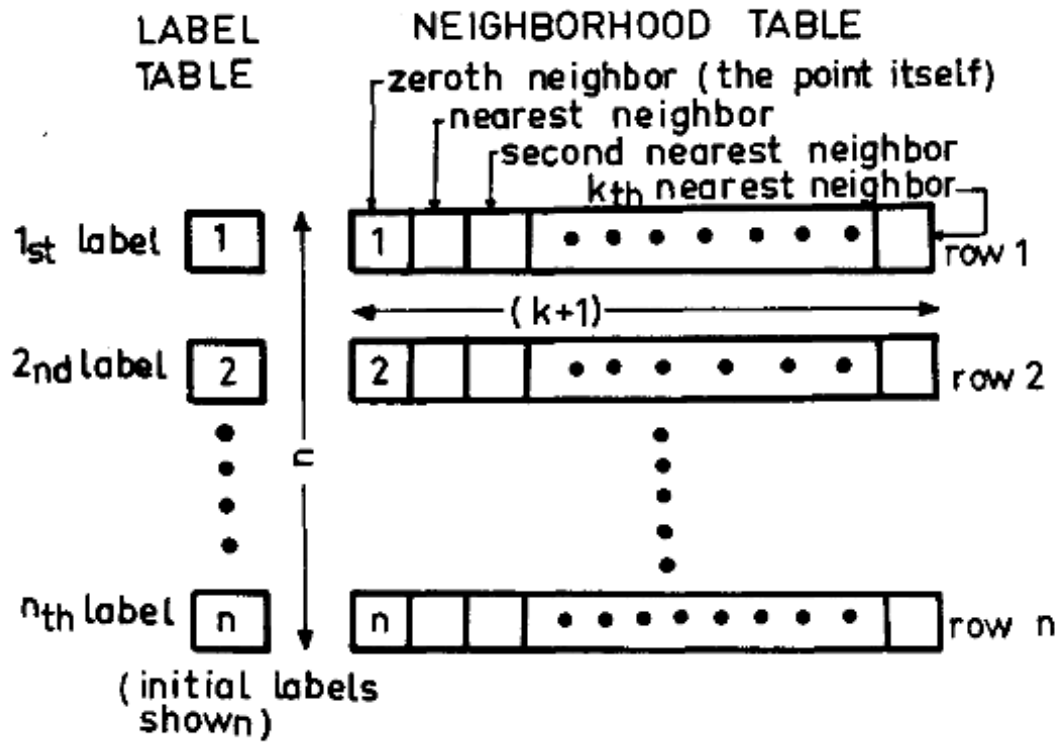 LABEL
TABLE
NEIGHBORHOOD TABLE
zeroth neighbor (the point itself)
nearest neighbor
second nearest neighbor
kth nearest neighbor
1st label
1
1
row 1
(k+1)
2nd label
2
2
row 2
n
nth label
n
n
row n
(initial labels
shown)